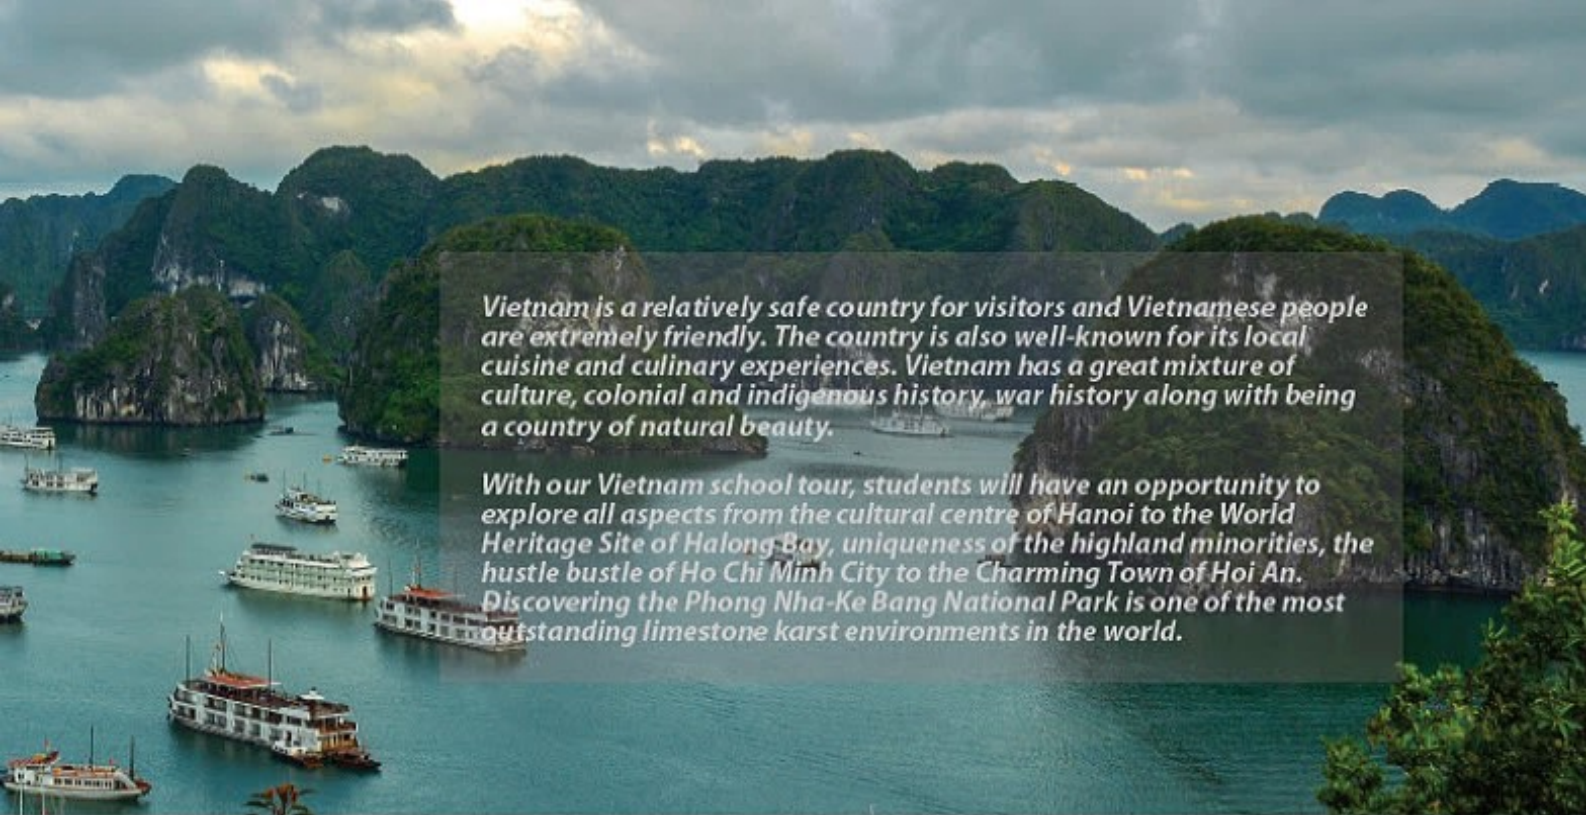 Vietnam is a relatively safe country for visitors and Vietnamese people
are extremely friendly. The country is also well-known for its local
cuisine and culinary experiences. Vietnam has a great mixture of
culture, colonial and indigenous history, war history along with being
a country of natural beauty.
With our Vietnam school tour, students will have an opportunity to
explore all aspects from the cultural centre of Hanoi to the World
Heritage Site of Halong Bay, uniqueness of the highland minorities, the
hustle bustle of Ho Chi Minh City to the Charming Town of Hoi An.
Discovering the Phong Nha-Ke Bang National Park is one of the most
outstanding limestone karst environments in the world.